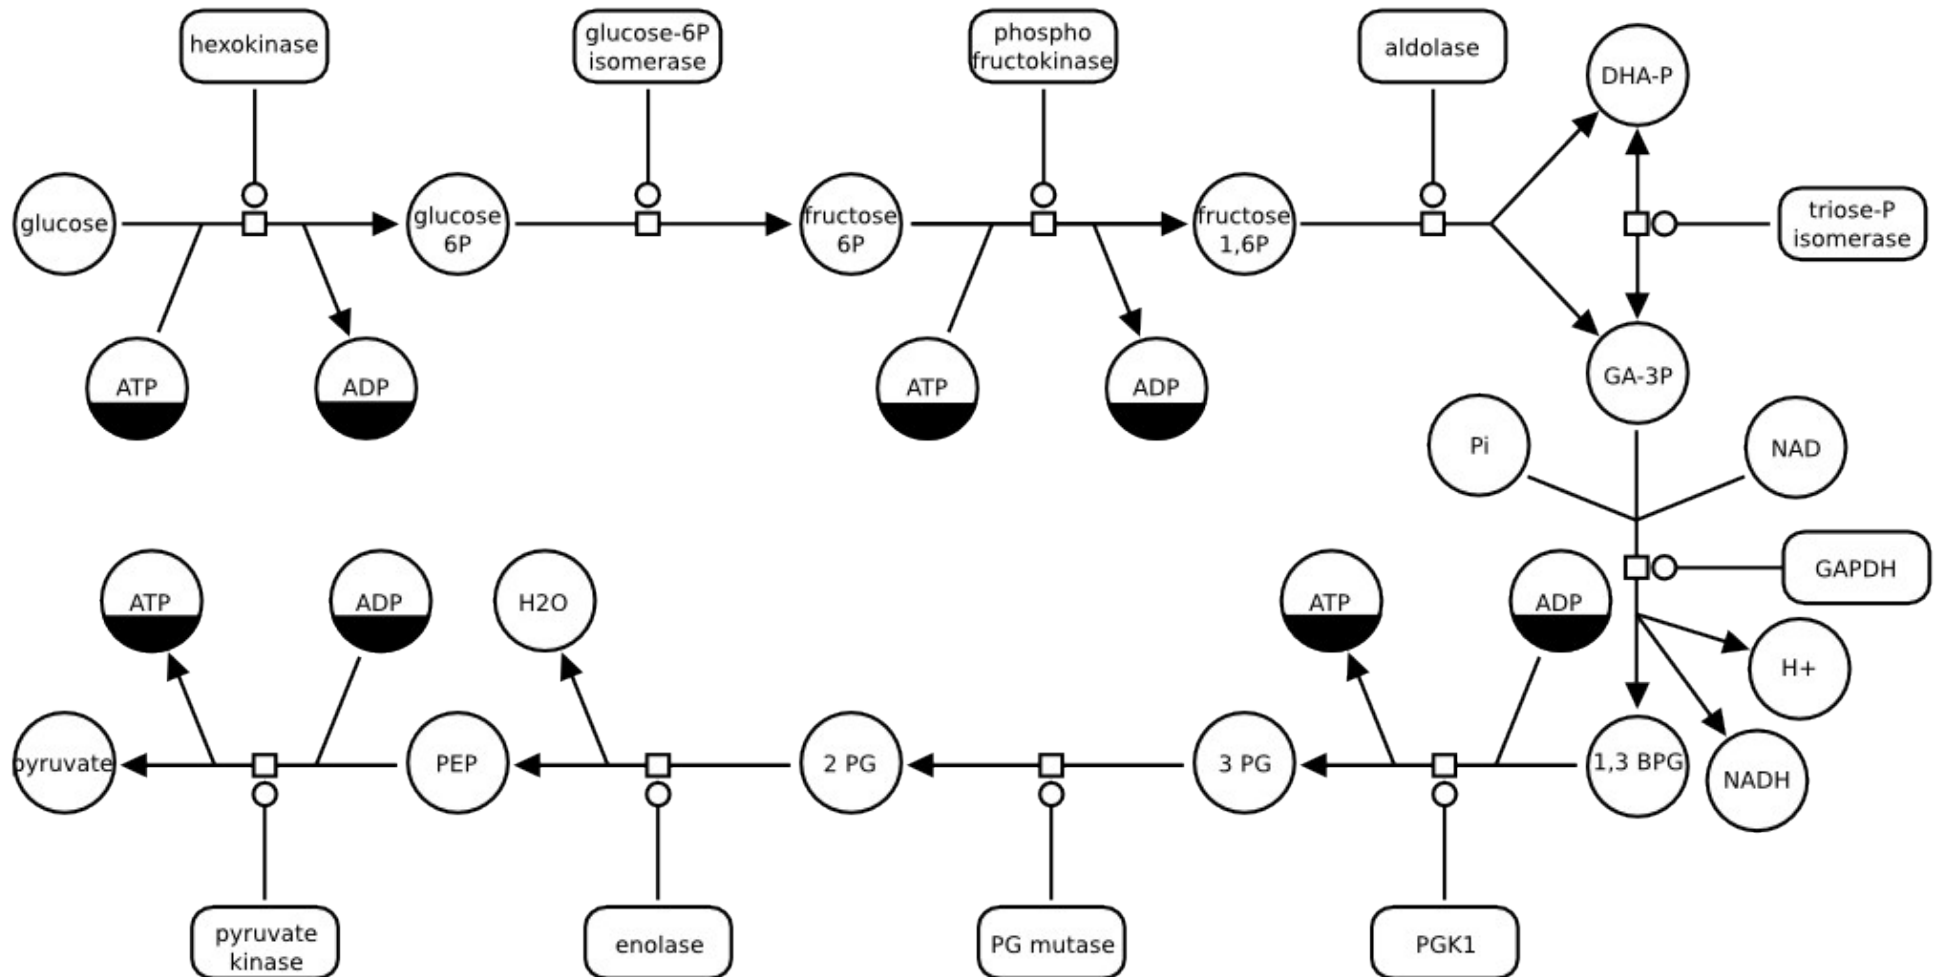 hexokinase
glucose-6P
isomerase
phospho
fructokinase
aldolase
DHA-P
glucose
glucose
6P
fructose
6P
fructose
1,6P
triose-P
isomerase
ATP
ADP
ATP
ADP
GA-3P
Pi
NAD
GAPDH
ATP
ADP
H2O
ATP
ADP
H+
pyruvate
PEP
2 PG
3 PG
1,3 BPG
NADH
pyruvate
kinase
enolase
PG mutase
PGK1